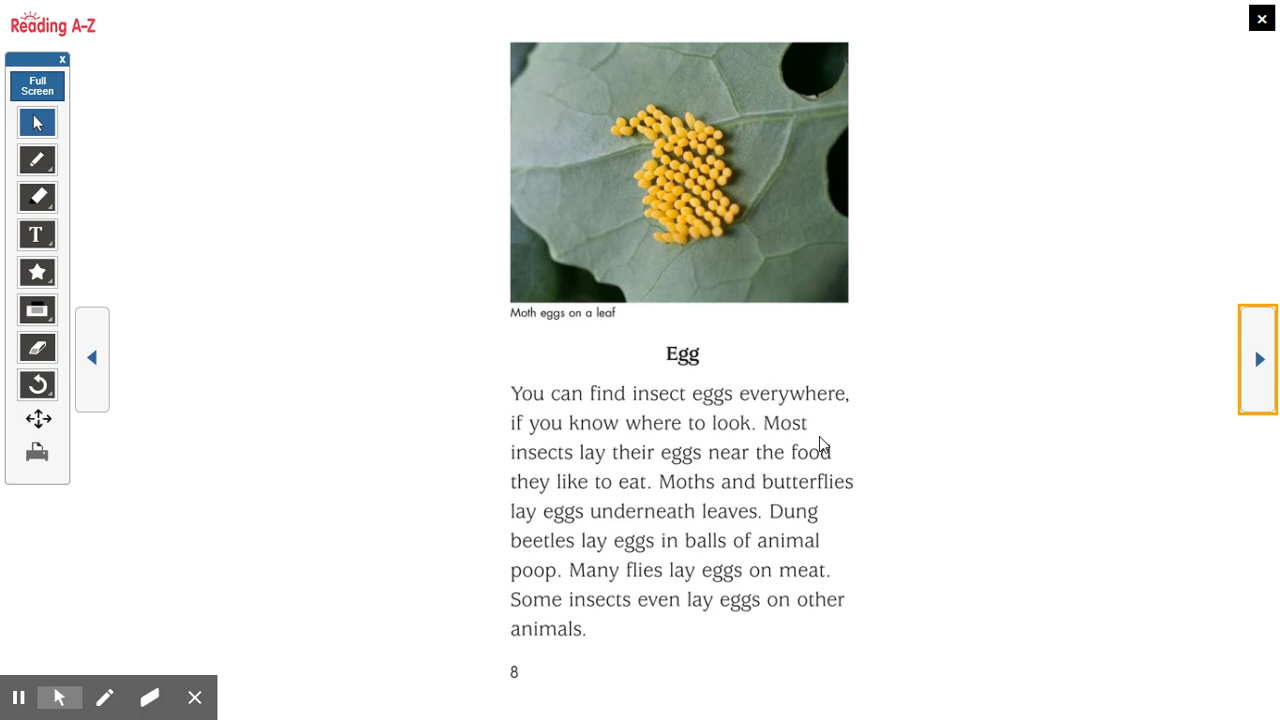 Reading A-Z
x
Full
Screen
T
Moth eggs on a leaf
Egg
You can find insect eggs everywhere,
if you know where to look. Most
insects lay their eggs near the food
they like to eat. Moths and butterflies
lay eggs underneath leaves. Dung
beetles lay eggs in balls of animal
poop. Many flies lay eggs on meat.
Some insects even lay eggs on other
animals.
8